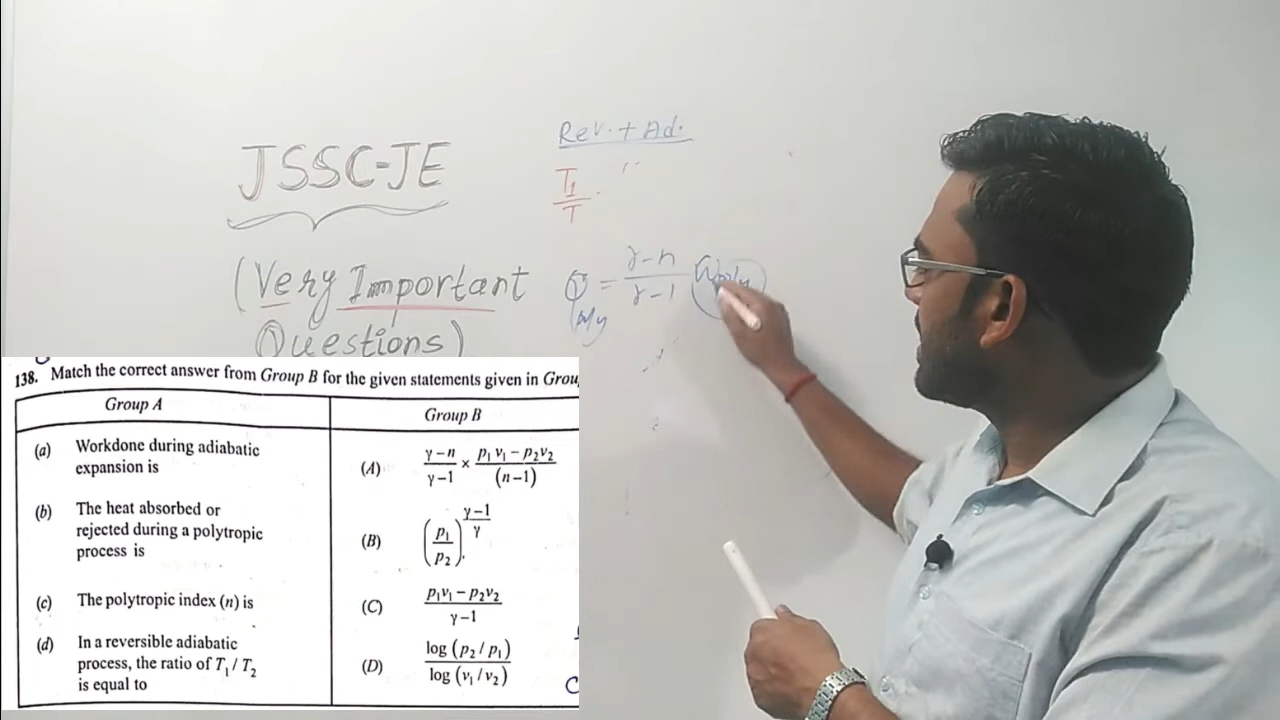 JSSC-JE
(Very Important
Questions)
Rev. + Ad.
T₁
T
Q = γ-n
γ-1
Poly
138. Match the correct answer from Group B for the given statements given in
Group A
Group B
(a) Workdone during adiabatic
expansion is
(A) γ-n/γ-1 × p₁v₁-p₂v₂/(n-1)
(b) The heat absorbed or
rejected during a polytropic
process is
(B) (p₁/p₂)^γ-1/γ
(c) The polytropic index (n) is
(C) p₁v₁-p₂v₂/γ-1
(d) In a reversible adiabatic
process, the ratio of T₁/T₂
is equal to
(D) log (p₂/p₁)/log (v₁/v₂)